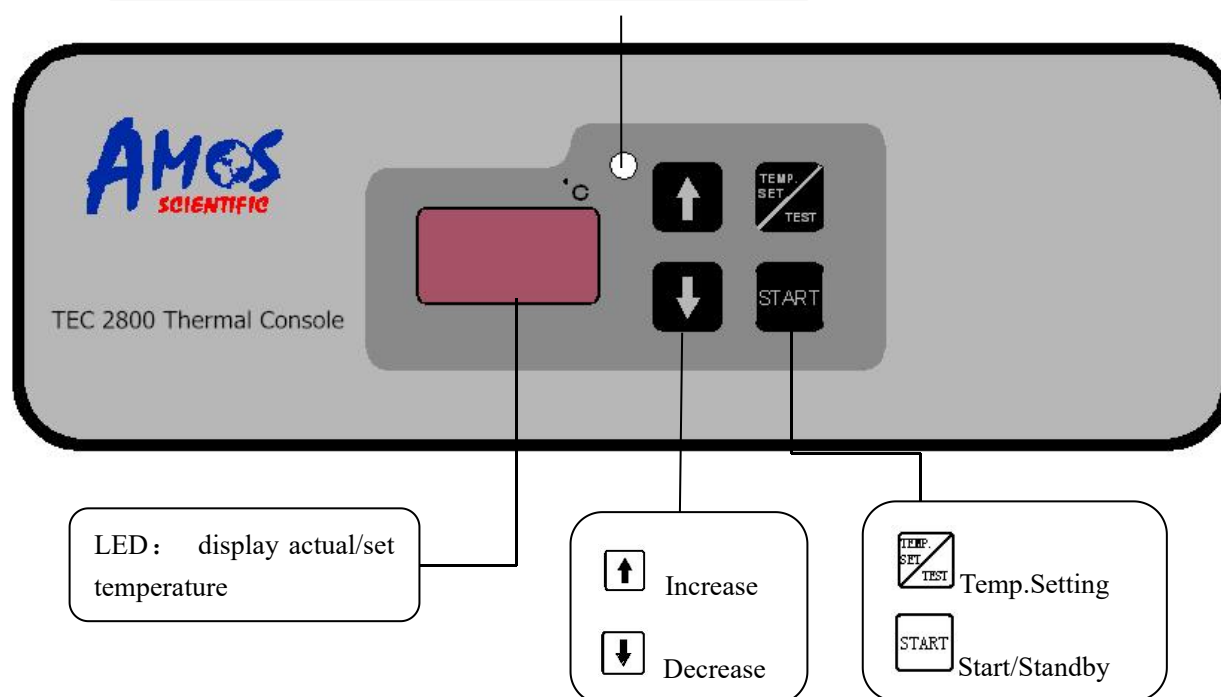 AMOS
SCIENTIFIC
°C
TEMP.
SET
TEST
START
TEC 2800 Thermal Console
LED： display actual/set
temperature
Increase
Decrease
TEMP.
SET
TEST
Temp.Setting
START
Start/Standby